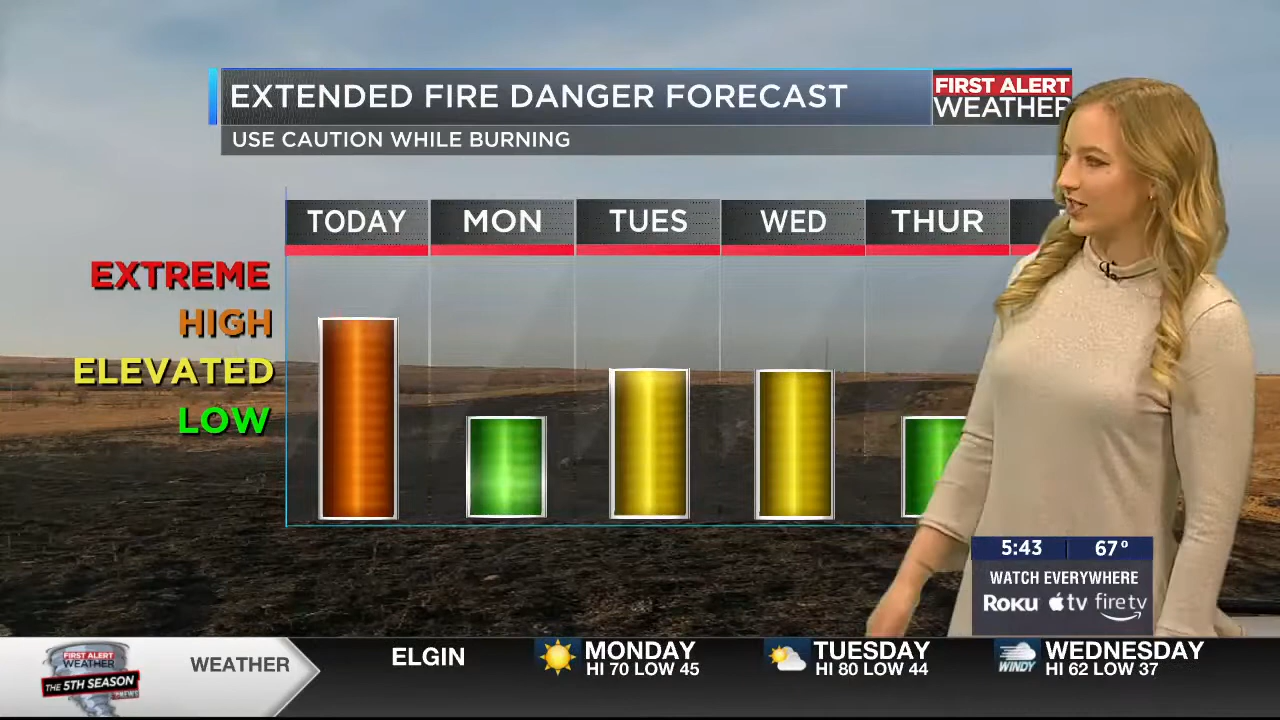 EXTENDED FIRE DANGER FORECAST
FIRST ALERT
WEATHER
USE CAUTION WHILE BURNING
TODAY MON TUES WED THUR
EXTREME
HIGH
ELEVATED
LOW
5:43 67°
WATCH EVERYWHERE
ROKU tv firetv
FIRST ALERT
WEATHER
THE 5TH SEASON
NEWS
WEATHER
ELGIN
MONDAY
HI 70 LOW 45
TUESDAY
HI 80 LOW 44
WINDY
WEDNESDAY
HI 62 LOW 37